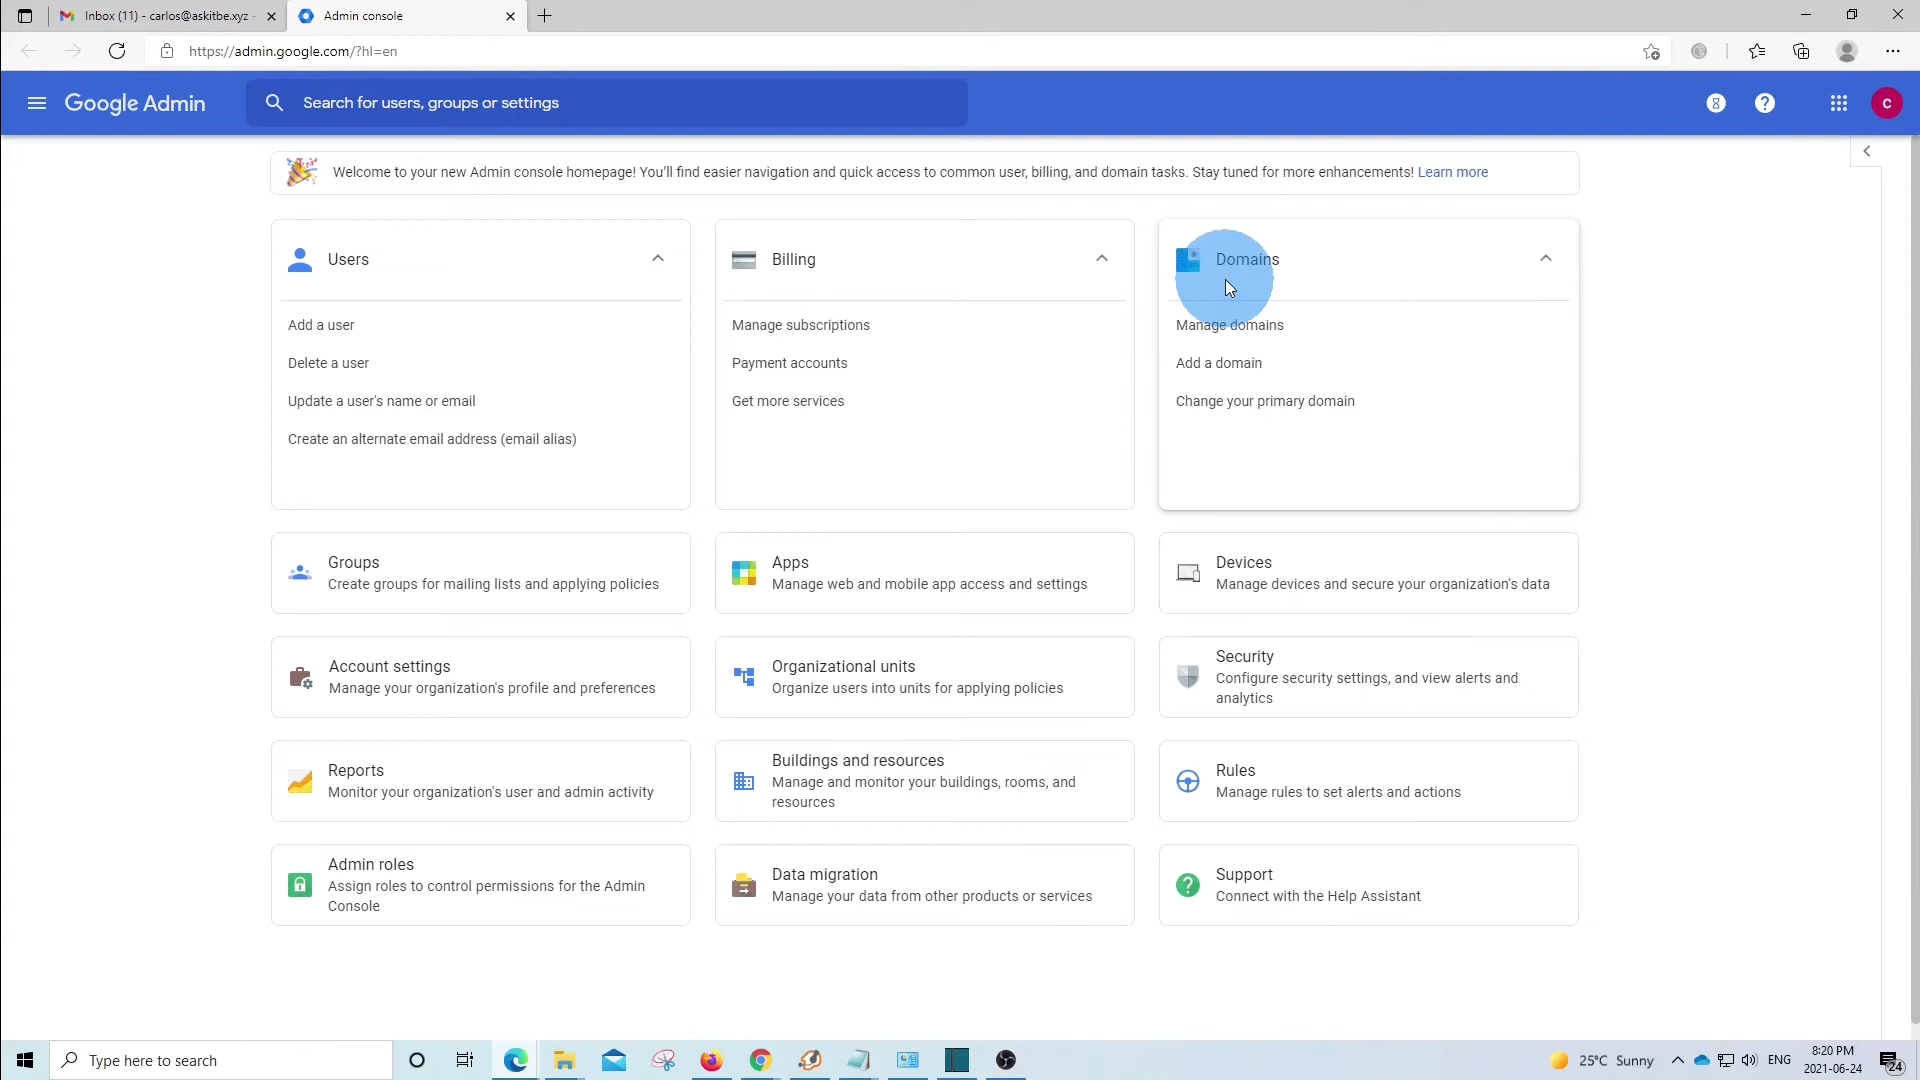 Inbox (11) - carlos@askitbe.xyz -
Admin console
https://admin.google.com/?hl=en
Google Admin
Search for users, groups or settings
C
Welcome to your new Admin console homepage! You'll find easier navigation and quick access to common user, billing, and domain tasks. Stay tuned for more enhancements! Learn more
Users
Add a user
Delete a user
Update a user's name or email
Create an alternate email address (email alias)
Billing
Manage subscriptions
Payment accounts
Get more services
Domains
Manage domains
Add a domain
Change your primary domain
Groups
Create groups for mailing lists and applying policies
Apps
Manage web and mobile app access and settings
Devices
Manage devices and secure your organization's data
Account settings
Manage your organization's profile and preferences
Organizational units
Organize users into units for applying policies
Security
Configure security settings, and view alerts and
analytics
Reports
Monitor your organization's user and admin activity
Buildings and resources
Manage and monitor your buildings, rooms, and
resources
Rules
Manage rules to set alerts and actions
Admin roles
Assign roles to control permissions for the Admin
Console
Data migration
Manage your data from other products or services
Support
Connect with the Help Assistant
Type here to search
25°C Sunny
ENG
8:20 PM
2021-06-24
24